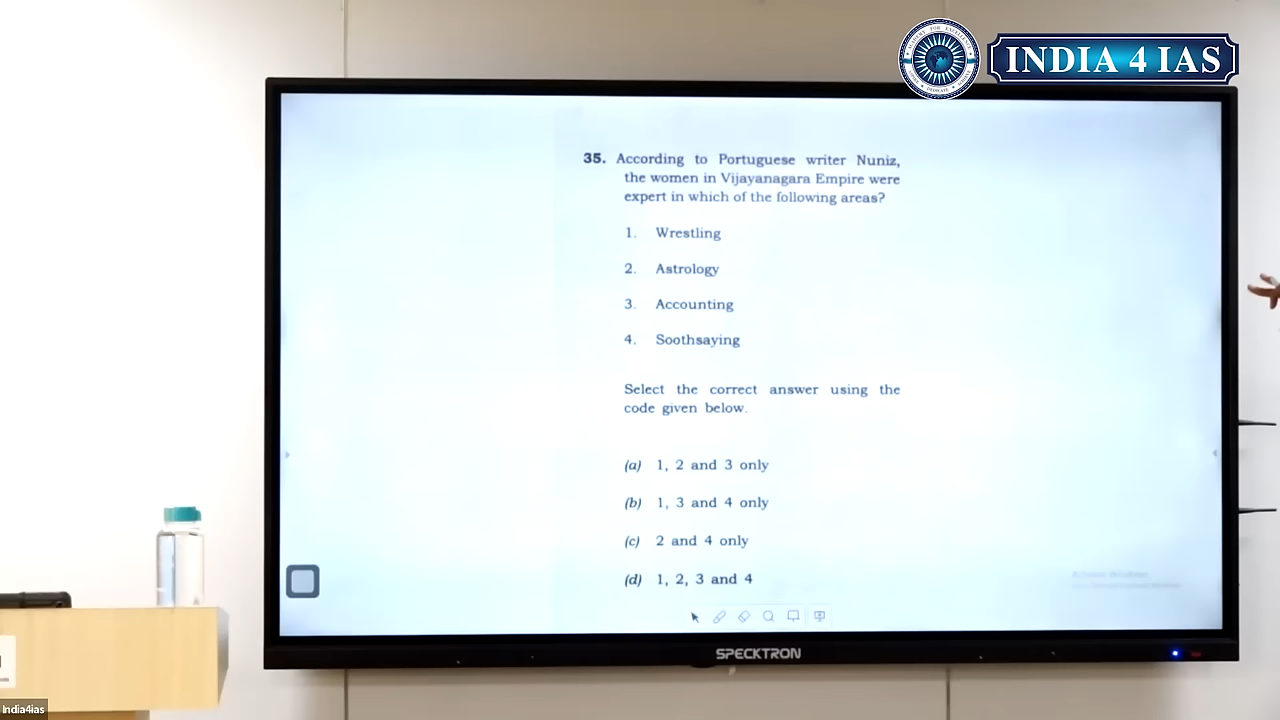 INDIA 4 IAS
35. According to Portuguese writer Nuniz,
the women in Vijayanagara Empire were
expert in which of the following areas?
1. Wrestling
2. Astrology
3. Accounting
4. Soothsaying
Select the correct answer using the
code given below.
(a) 1, 2 and 3 only
(b) 1, 3 and 4 only
(c) 2 and 4 only
(d) 1, 2, 3 and 4
SPECKTRON
India4ias